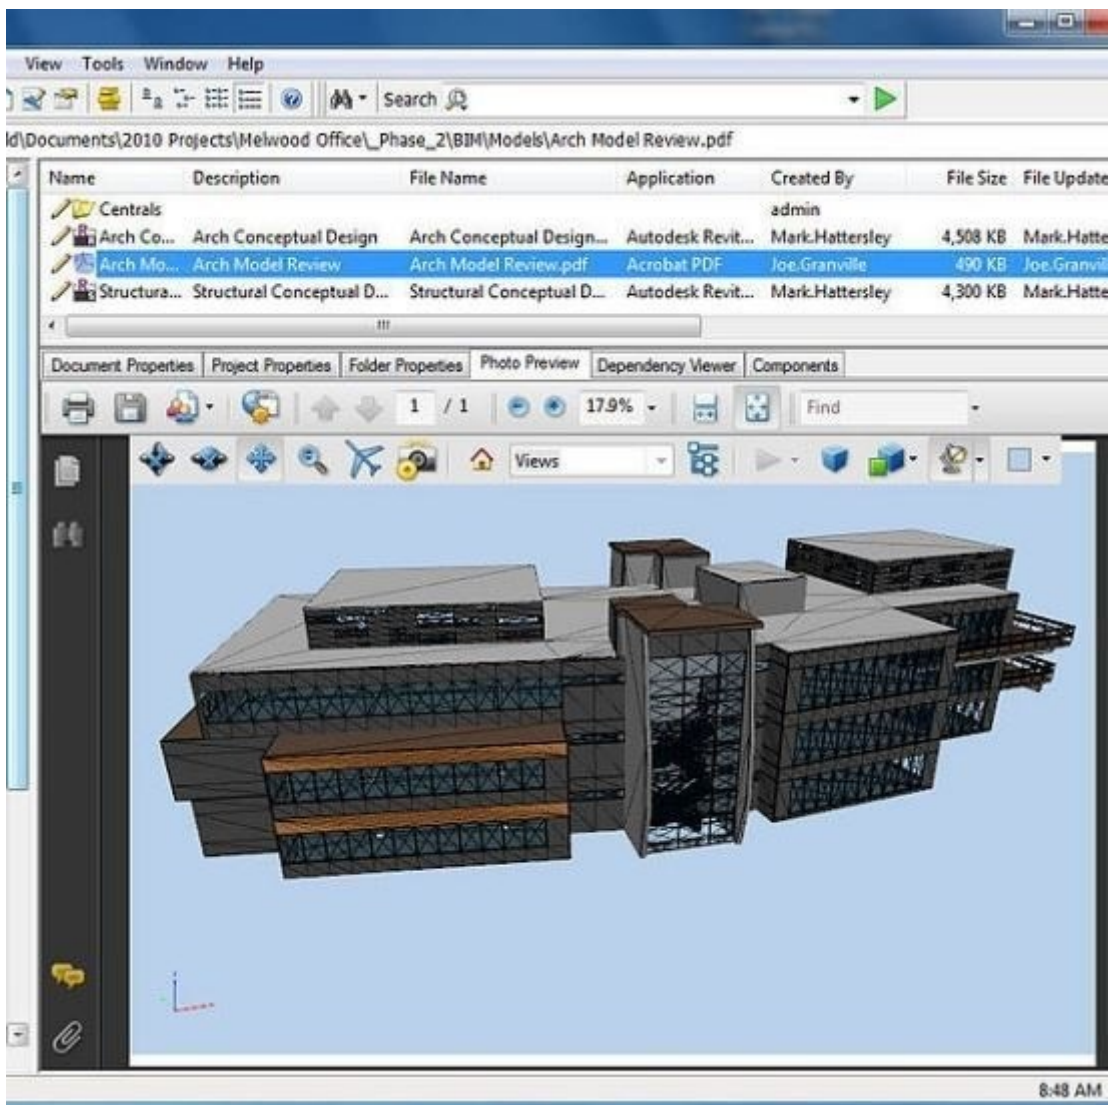 View Tools Window Help
Search
ld\Documents\2010 Projects\Melwood Office\_Phase_2\BIM\Models\Arch Model Review.pdf
Name Description File Name Application Created By File Size File Update
Centrals admin
Arch Co... Arch Conceptual Design Arch Conceptual Design... Autodesk Revit... Mark.Hattersley 4,508 KB Mark.Hatte
Arch Mo... Arch Model Review Arch Model Review.pdf Acrobat PDF Joe.Granville 490 KB Joe.Granvil
Structura... Structural Conceptual D... Structural Conceptual D... Autodesk Revit... Mark.Hattersley 4,300 KB Mark.Hatte
Document Properties Project Properties Folder Properties Photo Preview Dependency Viewer Components
1 / 1 17.9% Find
Views
8:48 AM